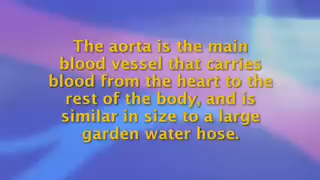 The aorta is the main
blood vessel that carries
blood from the heart to the
rest of the body, and is
similar in size to a large
garden water hose.